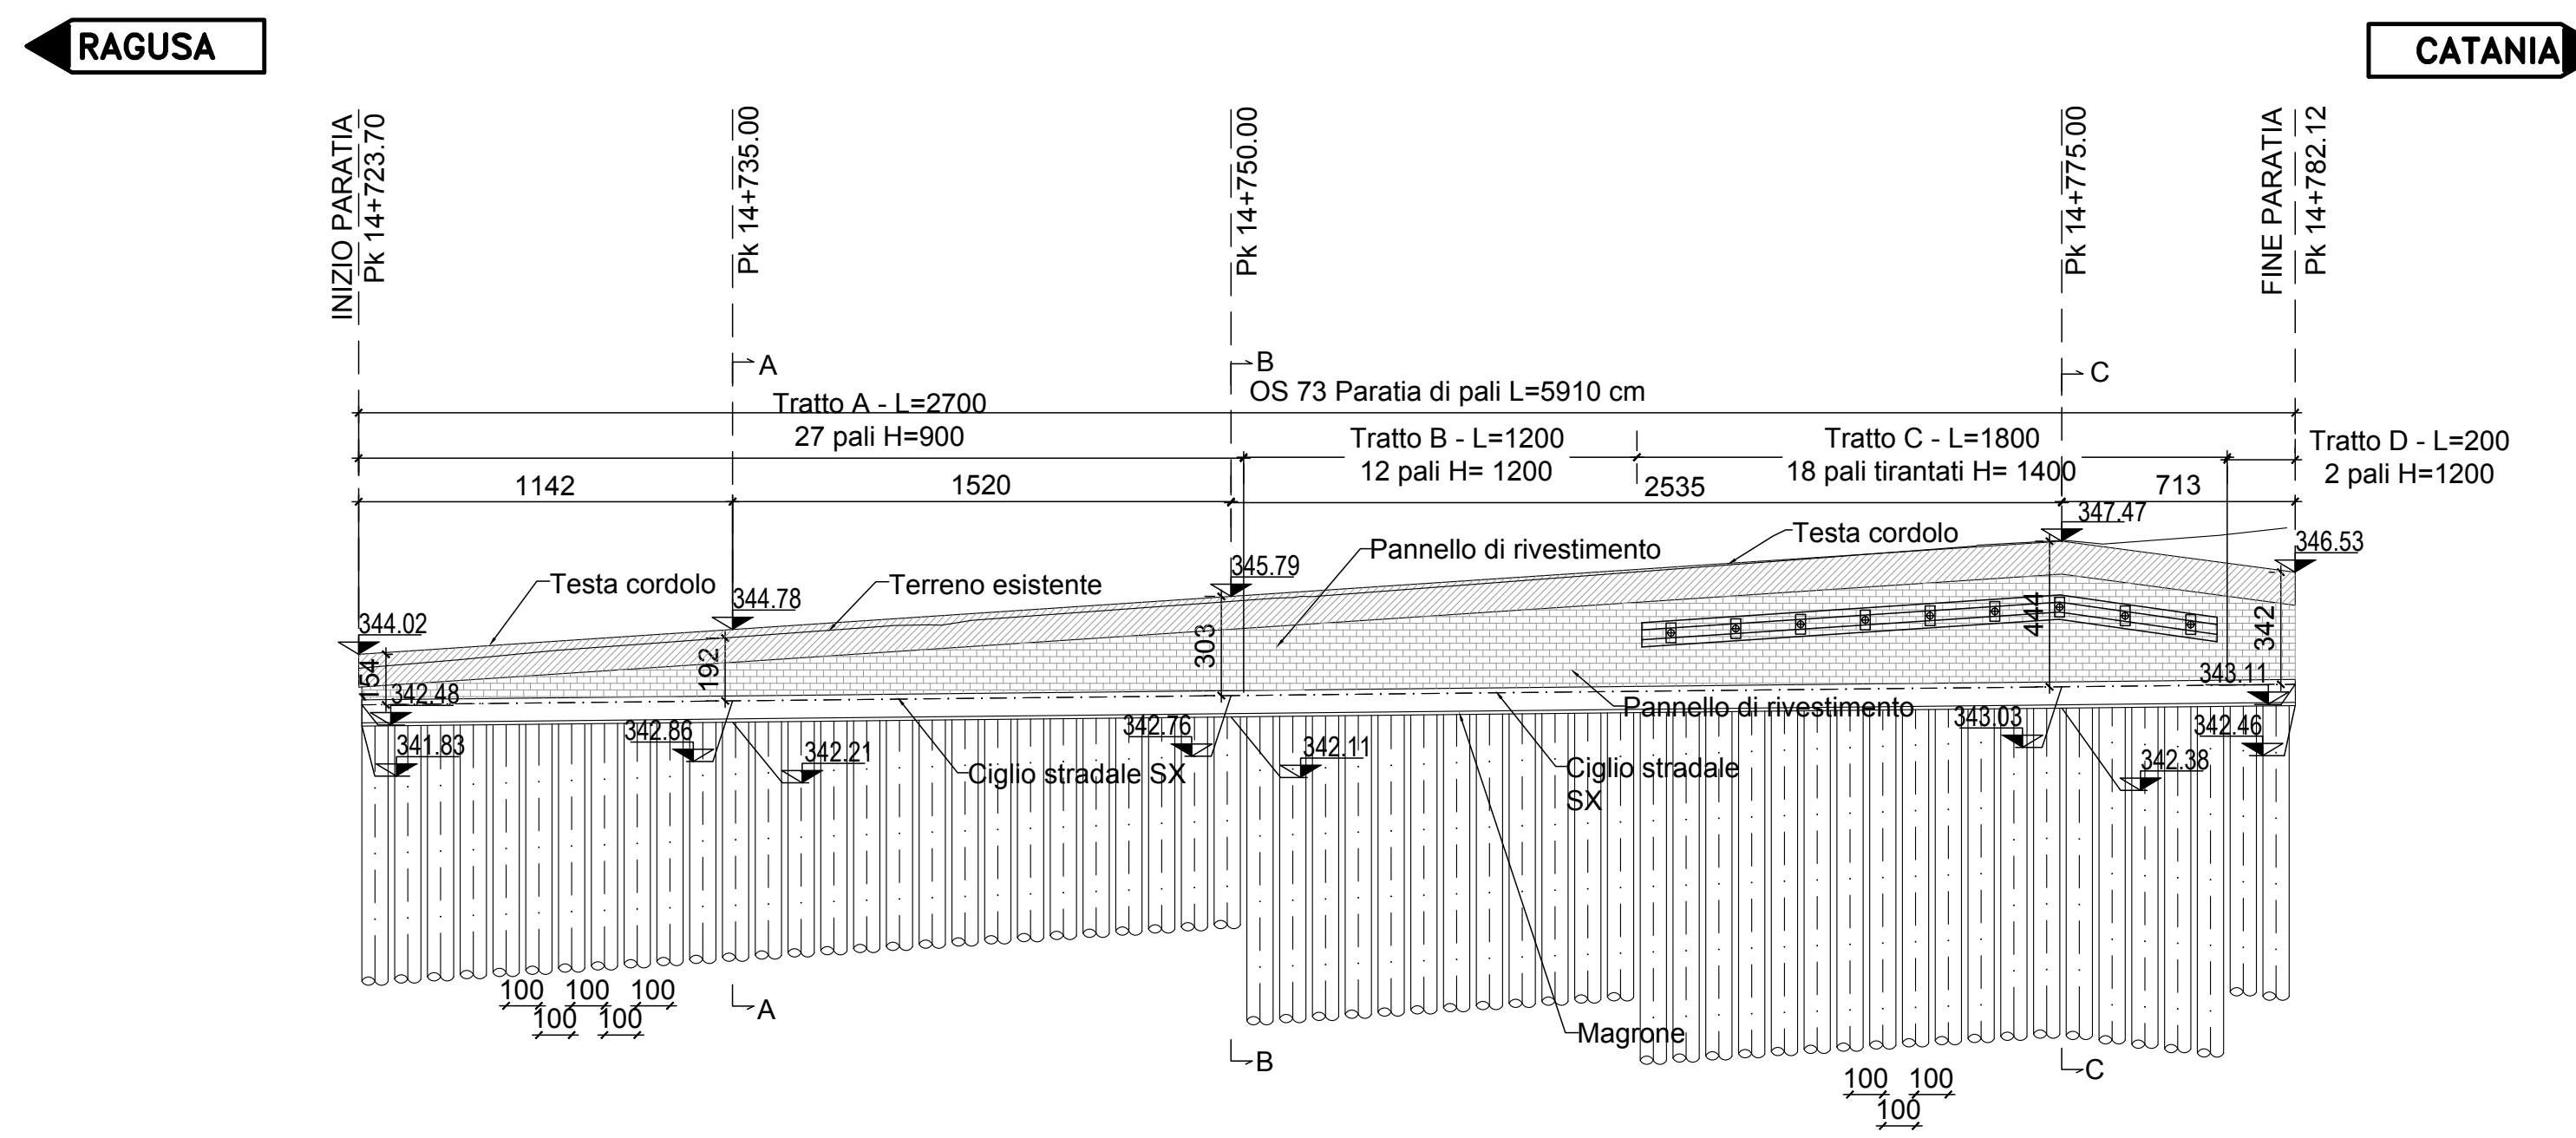 RAGUSA
CATANIA
INIZIO PARATIA
Pk 14+723.70
Pk 14+735.00
Pk 14+750.00
Pk 14+775.00
FINE PARATIA
Pk 14+782.12
A
B
C
OS 73 Paratia di pali L=5910 cm
Tratto A - L=2700
27 pali H=900
Tratto B - L=1200
12 pali H= 1200
Tratto C - L=1800
18 pali tirantati H= 1400
Tratto D - L=200
2 pali H=1200
1142
1520
2535
713
347.47
Testa cordolo
346.53
Pannello di rivestimento
345.79
Testa cordolo
Terreno esistente
344.78
344.02
154
192
303
444
342
342.48
343.11
Pannello di rivestimento
341.83
342.86
342.21
342.76
342.11
343.03
342.46
342.38
Ciglio stradale SX
Ciglio stradale
SX
100
100
100
100
100
A
Magrone
B
C
100
100
100